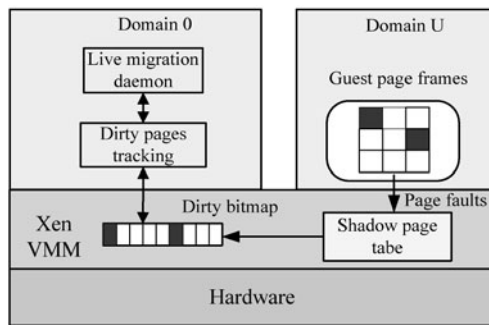 Domain 0
Live migration
daemon
Dirty pages
tracking
Domain U
Guest page frames
Page faults
Xen
VMM
Dirty bitmap
Shadow page
tabe
Hardware